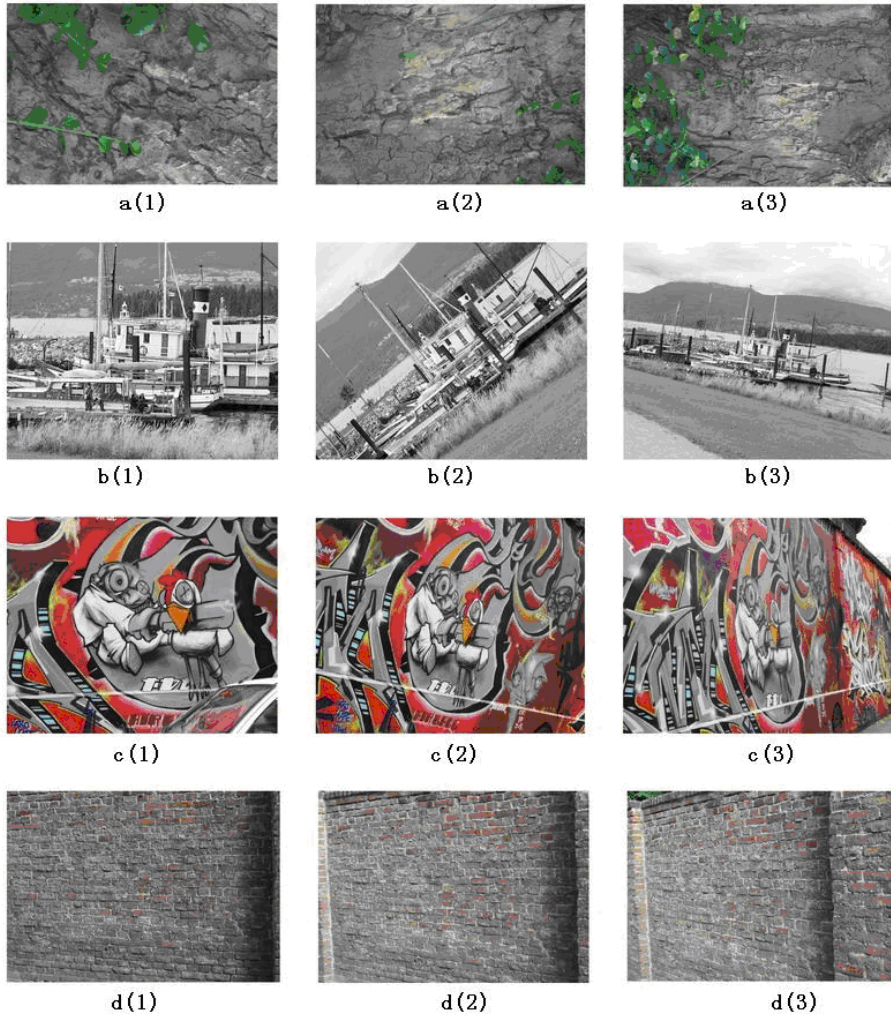 a(1) a(2) a(3)
b(1) b(2) b(3)
c(1) c(2) c(3)
d(1) d(2) d(3)